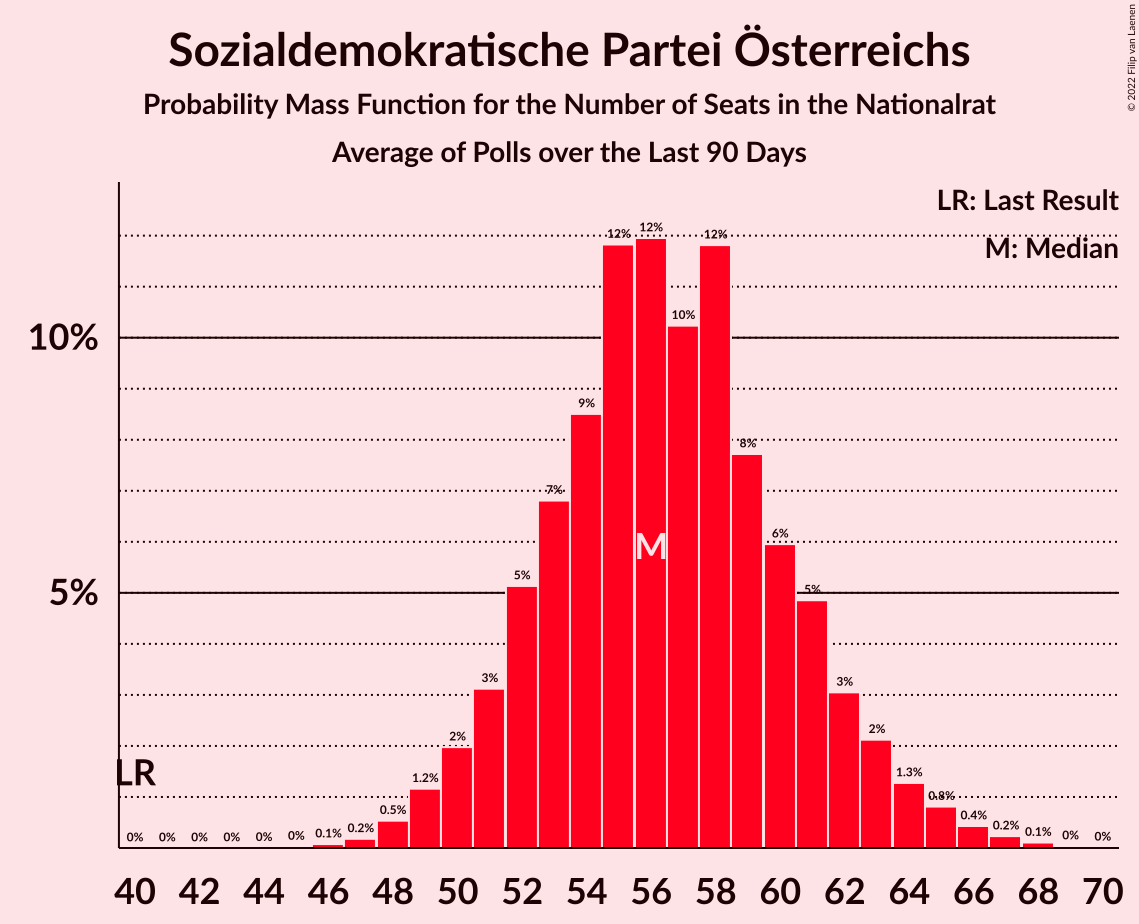 Sozialdemokratische Partei Österreichs
Probability Mass Function for the Number of Seats in the Nationalrat
Average of Polls over the Last 90 Days
© 2022 Filip van Laenen
LR: Last Result
M: Median
12% 12% 12%
10%
10%
9%
8%
7%
M
6%
5%
5%
5%
3%
3%
2%
2%
LR
1.2%
1.3%
0.5%
0.8%
0% 0% 0% 0% 0% 0% 0.1% 0.2%
0.4% 0.2% 0.1% 0% 0%
40 42 44 46 48 50 52 54 56 58 60 62 64 66 68 70